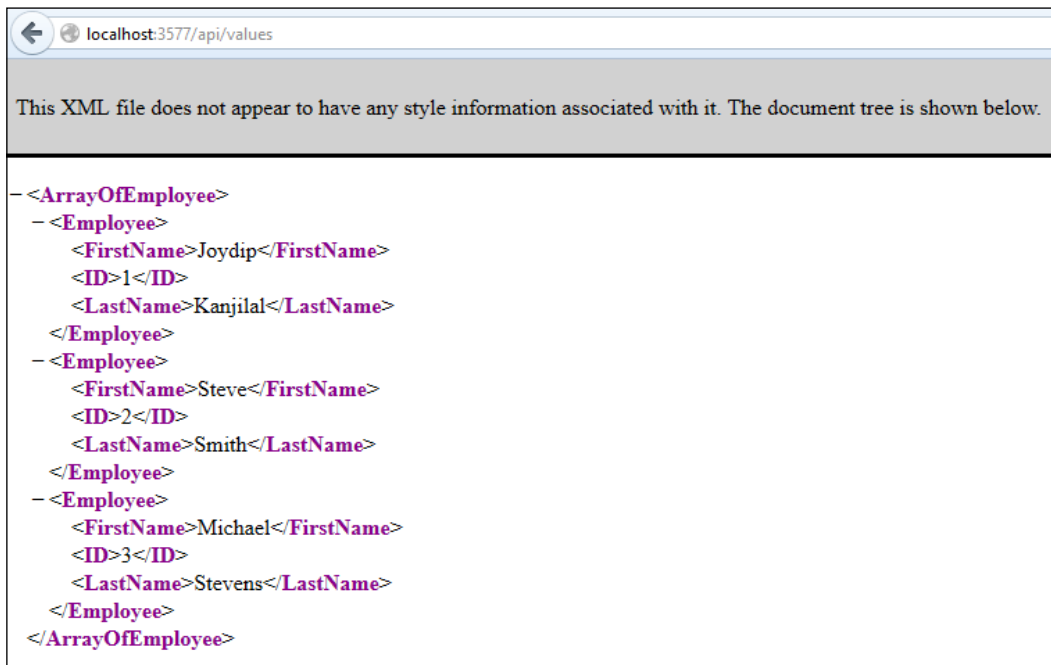 localhost:3577/api/values
This XML file does not appear to have any style information associated with it. The document tree is shown below.
−<ArrayOfEmployee>
−<Employee>
<FirstName>Joydip</FirstName>
<ID>1</ID>
<LastName>Kanjilal</LastName>
</Employee>
−<Employee>
<FirstName>Steve</FirstName>
<ID>2</ID>
<LastName>Smith</LastName>
</Employee>
−<Employee>
<FirstName>Michael</FirstName>
<ID>3</ID>
<LastName>Stevens</LastName>
</Employee>
</ArrayOfEmployee>